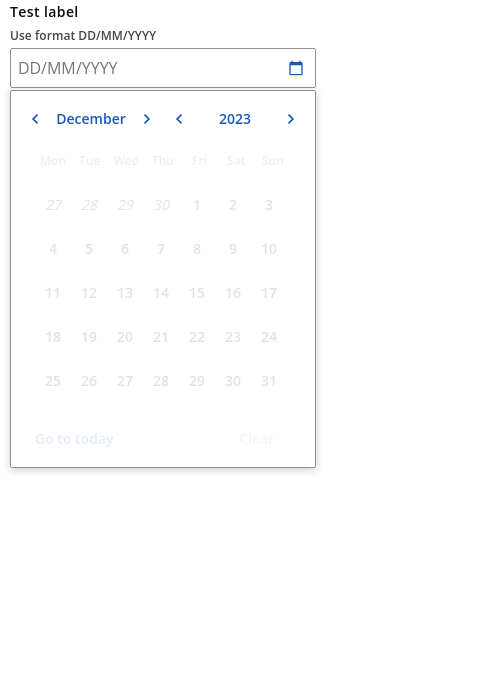 Test label
Use format DD/MM/YYYY
DD/MM/YYYY
December 2023
Mon Tue Wed Thu Fri Sat Sun
27 28 29 30 1 2 3
4 5 6 7 8 9 10
11 12 13 14 15 16 17
18 19 20 21 22 23 24
25 26 27 28 29 30 31
Go to today Clear